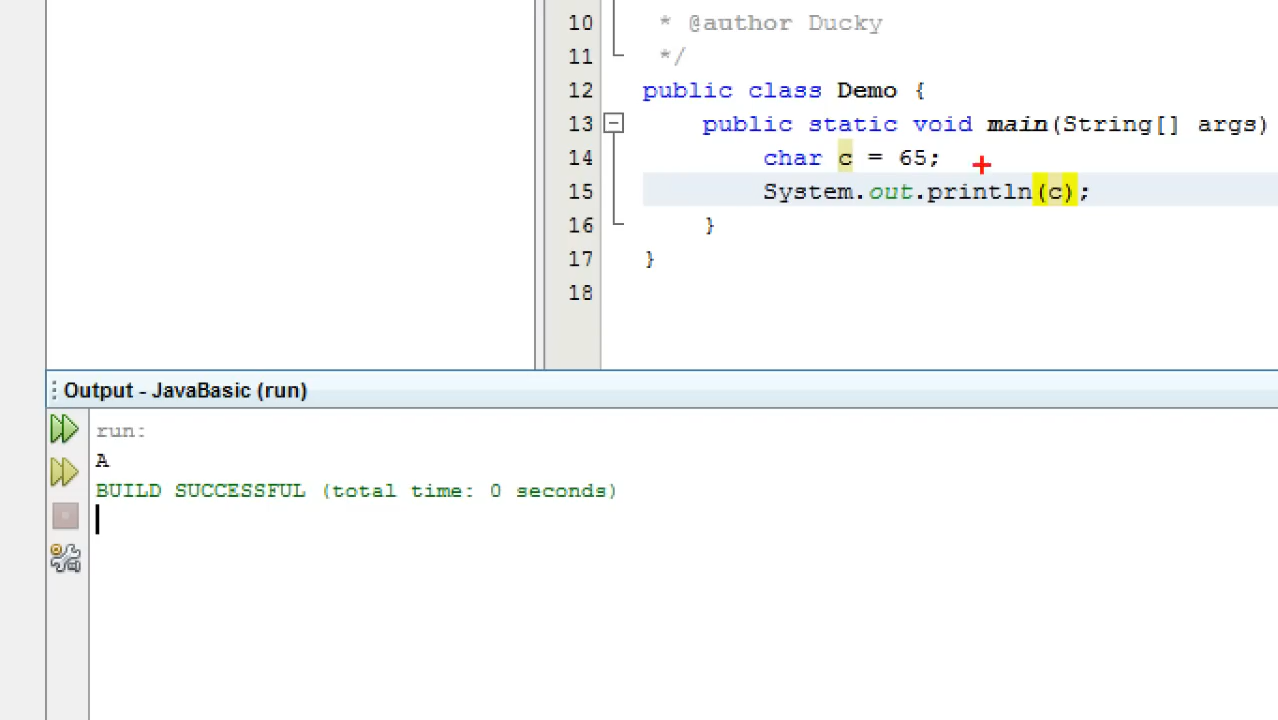 10 * @author Ducky
11 */
12 public class Demo {
13 public static void main(String[] args)
14 char c = 65;
15 System.out.println(c);
16 }
17 }
18
Output - JavaBasic (run)
run:
A
BUILD SUCCESSFUL (total time: 0 seconds)